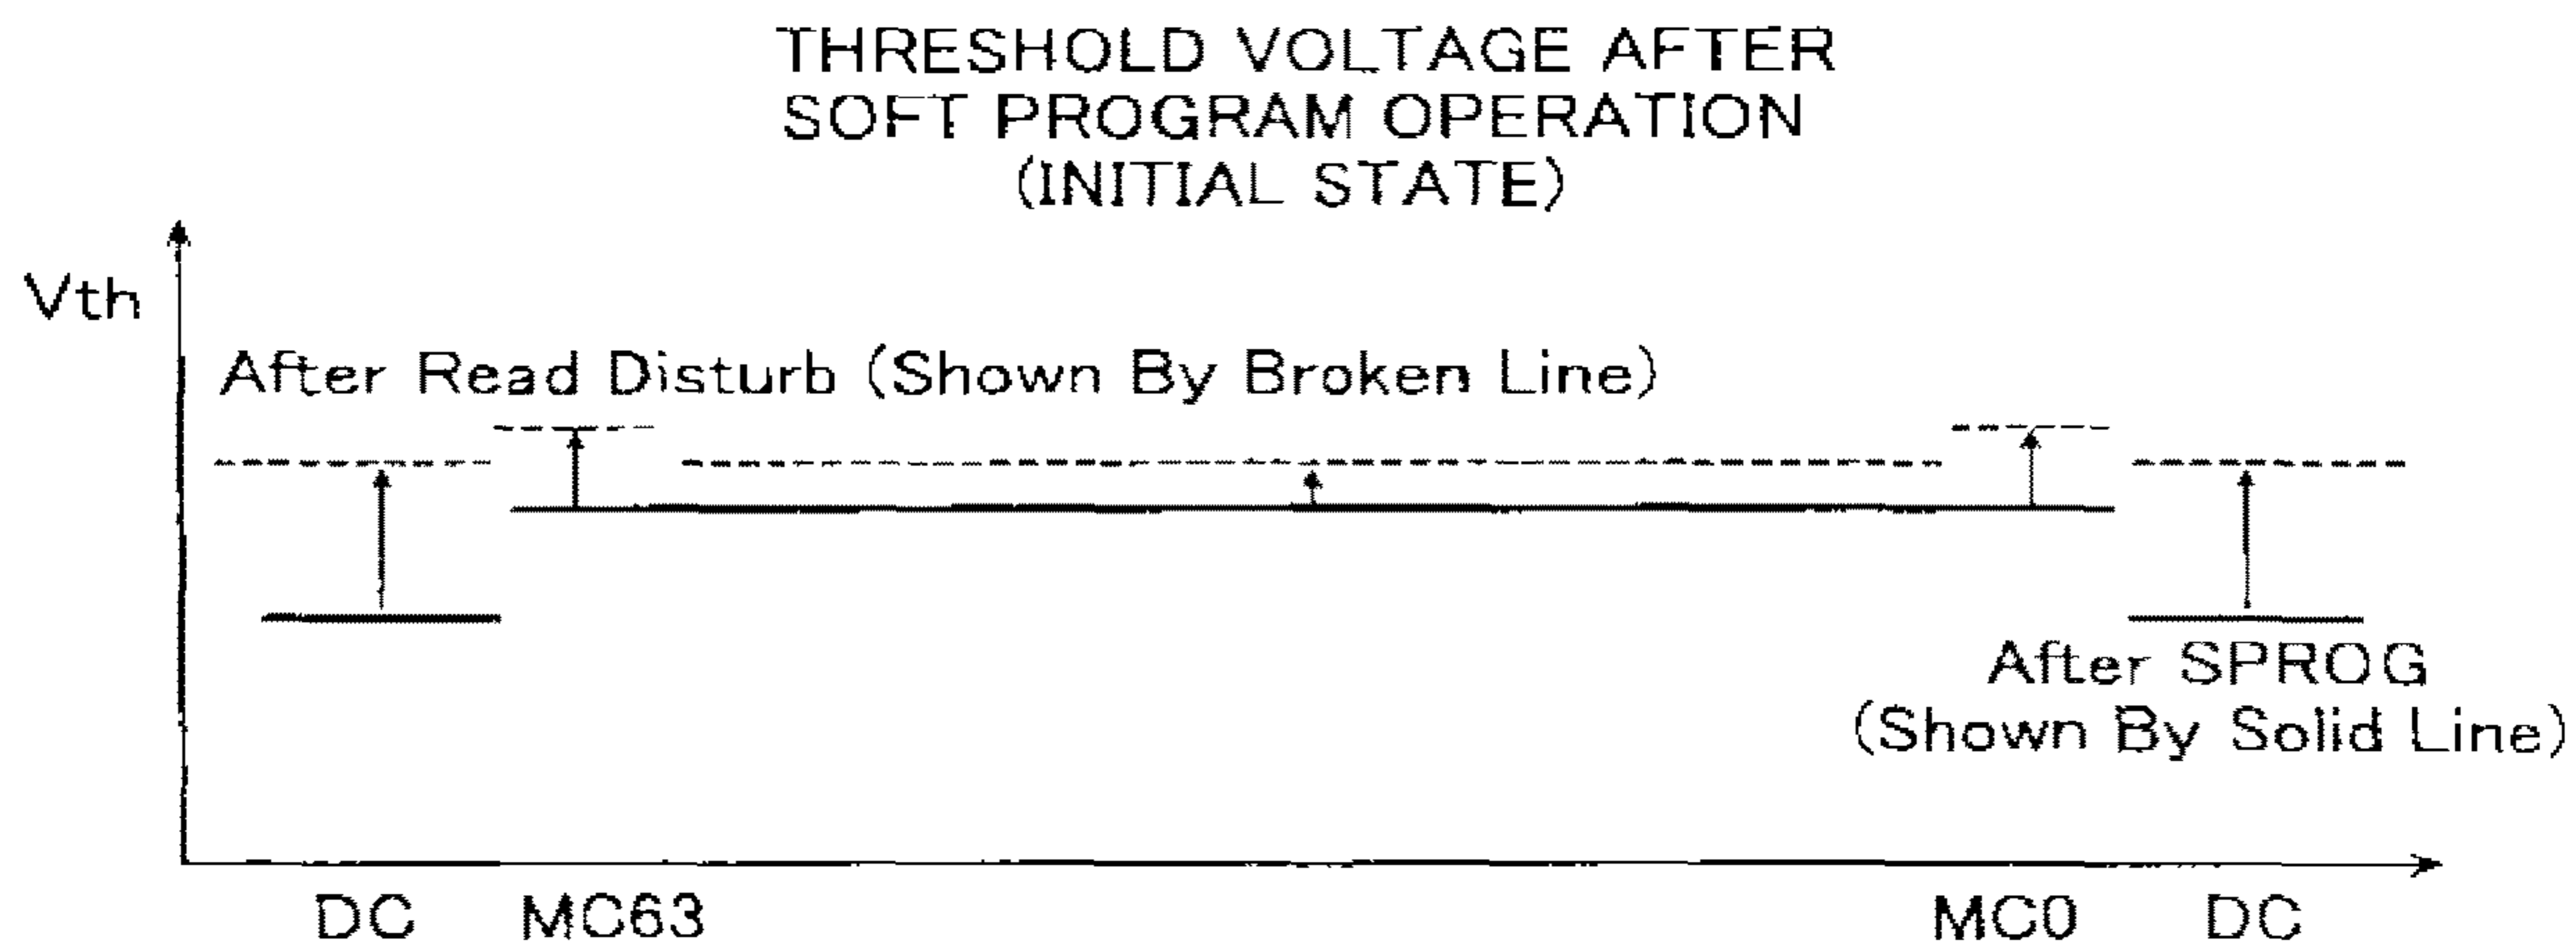 THRESHOLD VOLTAGE AFTER
SOFT PROGRAM OPERATION
(INITIAL STATE)
Vth
After Read Disturb (Shown By Broken Line)
After SPROG
(Shown By Solid Line)
DC MC63 MC0 DC